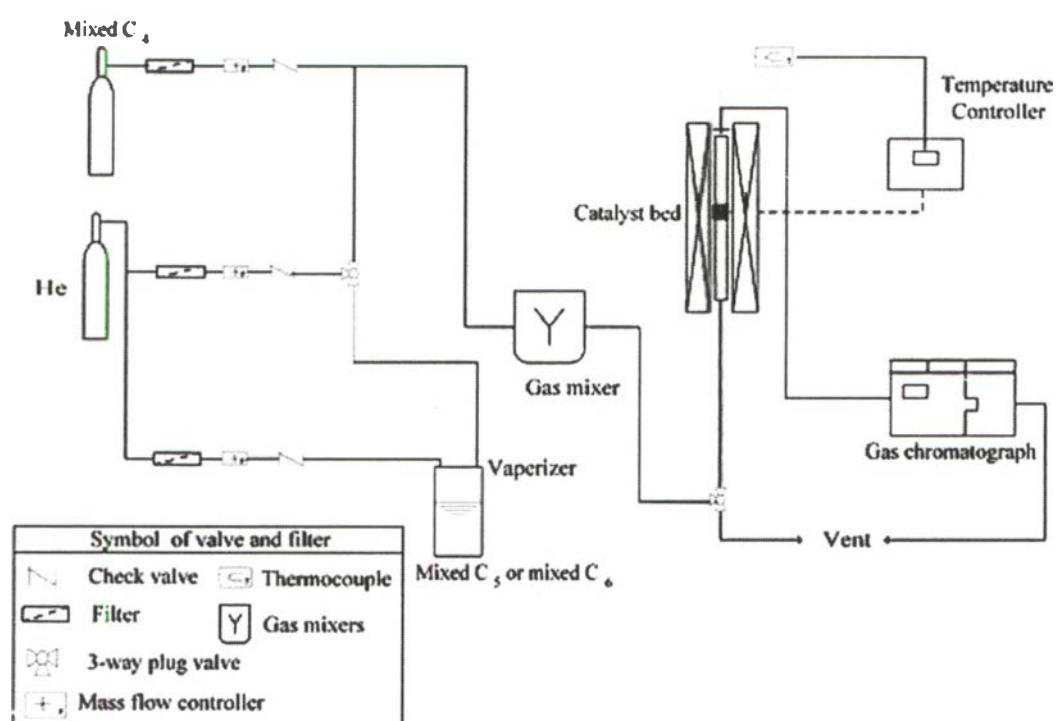 Mixed C 4
Temperature
Controller
Catalyst bed
He
Gas mixer
Gas chromatograph
Vaperizer
Vent
Mixed C 5 or mixed C 6
Symbol of valve and filter
Check valve
Thermocouple
Filter
Gas mixers
3-way plug valve
Mass flow controller